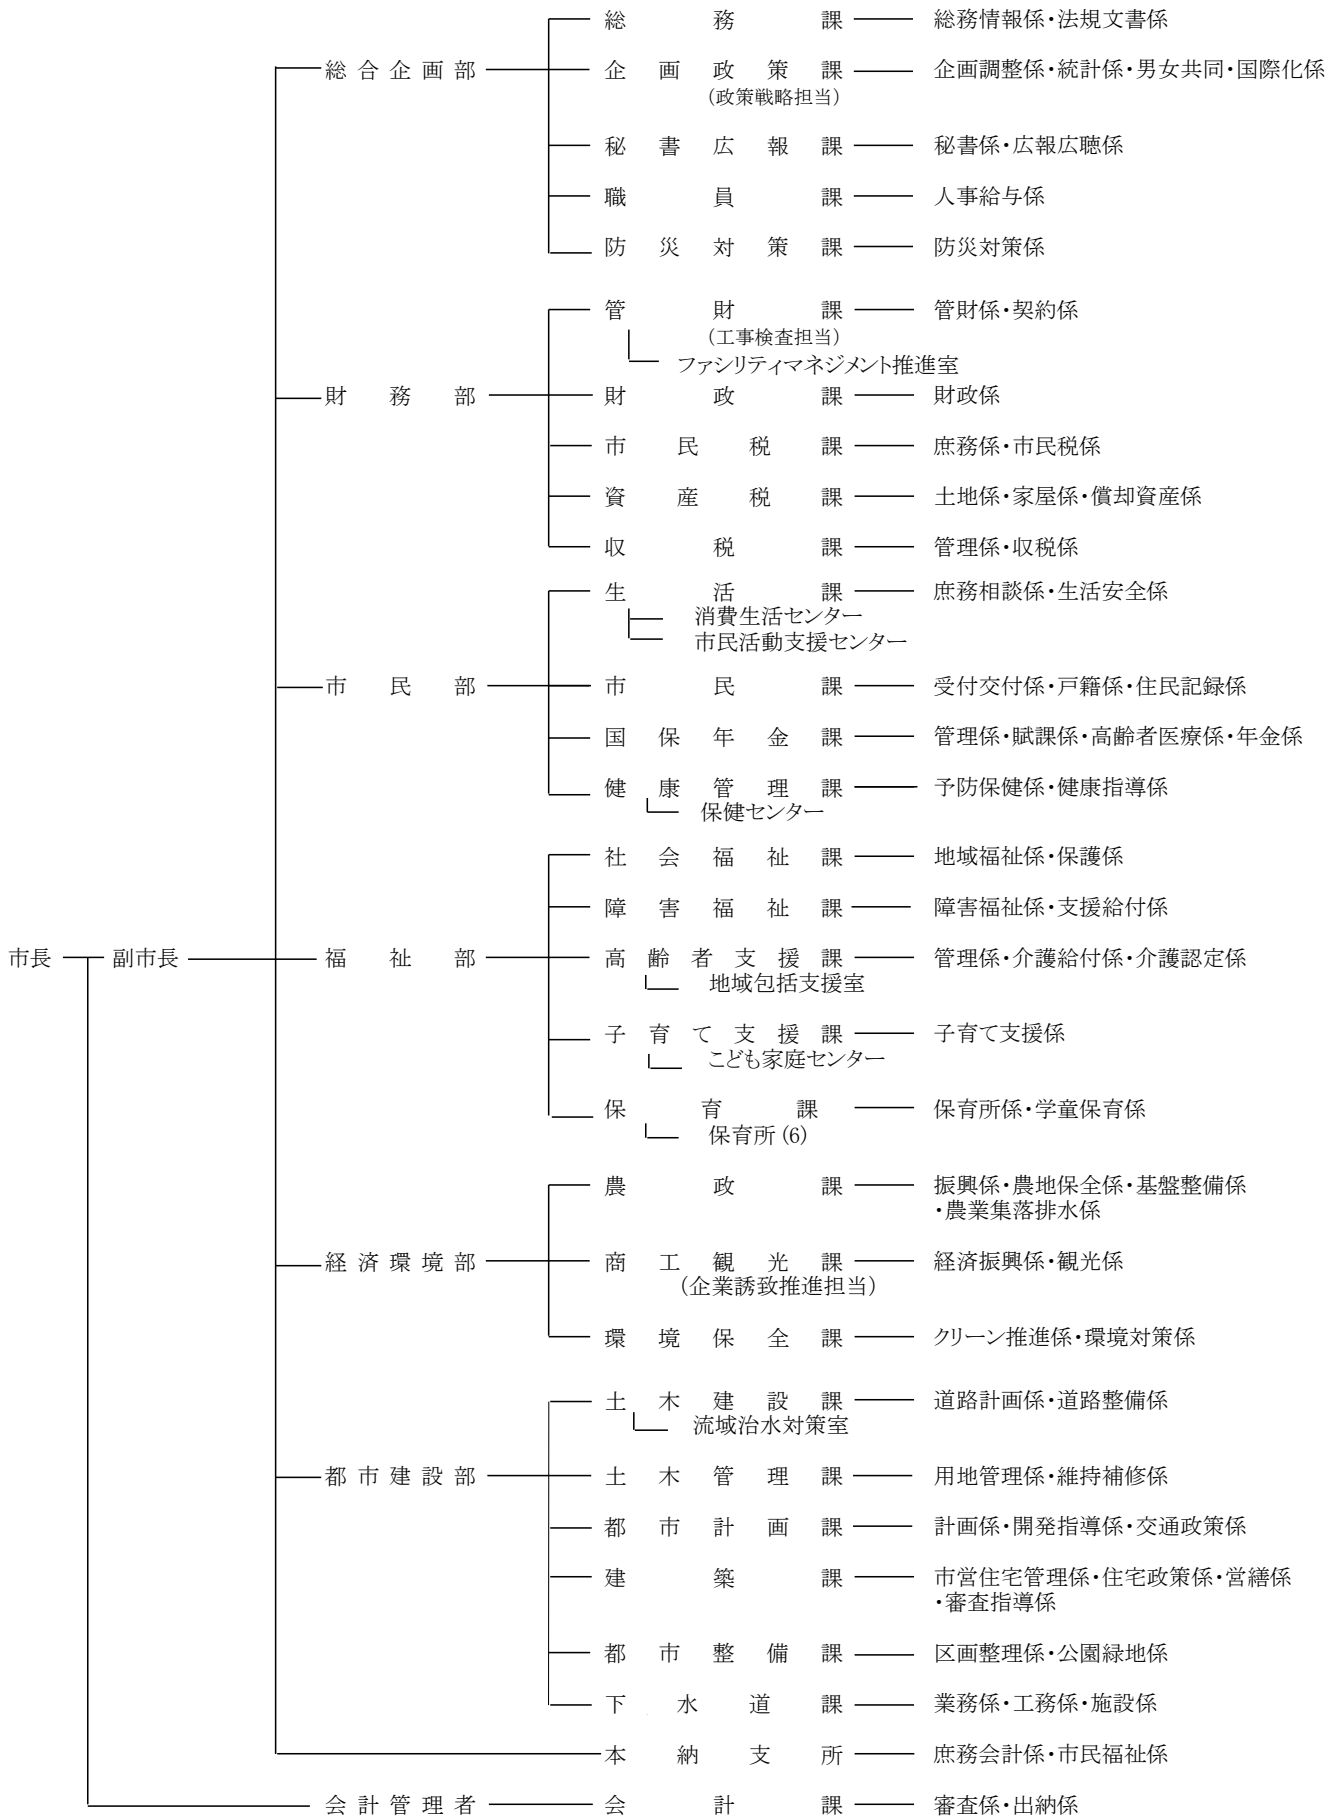 総務課 総務情報係・法規文書係
総合企画部 企画政策課 企画調整係・統計係・男女共同・国際化係
(政策戦略担当)
秘書広報課 秘書係・広報広聴係
職員課 人事給与係
防災対策課 防災対策係
管財課 管財係・契約係
(工事検査担当)
ファシリティマネジメント推進室
財務部 財政課 財政係
市民税課 庶務係・市民税係
資産税課 土地係・家屋係・償却資産係
収税課 管理係・収税係
生活課 庶務相談係・生活安全係
消費生活センター
市民活動支援センター
市民部 市民課 受付交付係・戸籍係・住民記録係
国保年金課 管理係・賦課係・高齢者医療係・年金係
健康管理課 予防保健係・健康指導係
保健センター
社会福祉課 地域福祉係・保護係
障害福祉課 障害福祉係・支援給付係
市長 副市長 福祉部 高齢者支援課 管理係・介護給付係・介護認定係
地域包括支援室
子育て支援課 子育て支援係
こども家庭センター
保育課 保育所係・学童保育係
保育所(6)
農政課 振興係・農地保全係・基盤整備係
・農業集落排水係
経済環境部 商工観光課 経済振興係・観光係
(企業誘致推進担当)
環境保全課 クリーン推進係・環境対策係
土木建設課 道路計画係・道路整備係
流域治水対策室
都市建設部 土木管理課 用地管理係・維持補修係
都市計画課 計画係・開発指導係・交通政策係
建築課 市営住宅管理係・住宅政策係・営繕係
・審査指導係
都市整備課 区画整理係・公園緑地係
下水道課 業務係・工務係・施設係
本納支所 庶務会計係・市民福祉係
会計管理者 会計課 審査係・出納係